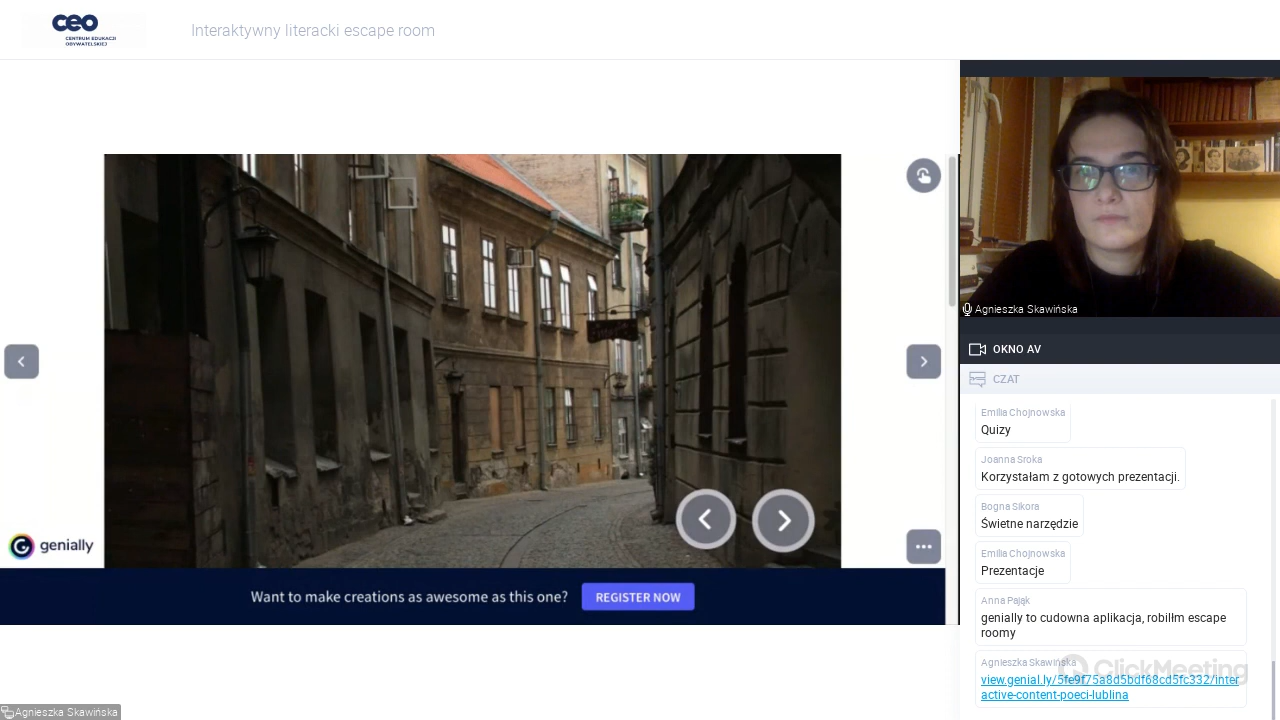 ceo
CENTRUM EDUKACJI
OBYWATELSKIEJ
Interaktywny literacki escape room
genially
Want to make creations as awesome as this one?
REGISTER NOW
Agnieszka Skawińska
Agnieszka Skawińska
OKNO AV
CZAT
Emilia Chojnowska
Quizy
Joanna Sroka
Korzystałam z gotowych prezentacji.
Bogna Sikora
Świetne narzędzie
Emilia Chojnowska
Prezentacje
Anna Pająk
genially to cudowna aplikacja, robiłłm escape
roomy
Agnieszka Skawińska
ClickMeeting
view.genial.ly/5fe9f75a8d5bdf68cd5fc332/inter
active-content-poeci-lublina